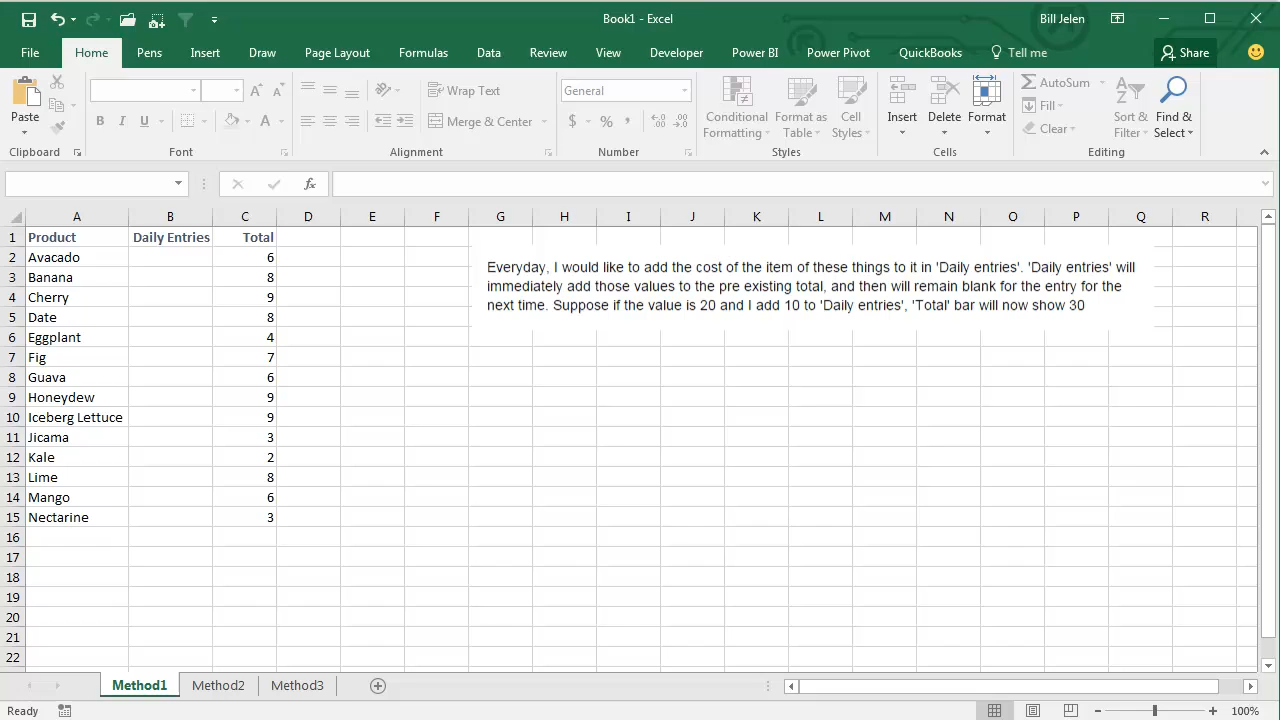 Book1 - Excel
Bill Jelen
File Home Pens Insert Draw Page Layout Formulas Data Review View Developer Power BI Power Pivot QuickBooks Tell me Share
Paste
Wrap Text
Merge & Center
General
$ % ,
Conditional Formatting
Format as Table
Cell Styles
Insert
Delete
Format
AutoSum
Fill
Clear
Sort & Filter
Find & Select
B I U A
Clipboard Font Alignment Number Styles Cells Editing
fx
A B C D E F G H I J K L M N O P Q R
1 Product Daily Entries Total
2 Avacado 6
3 Banana 8
4 Cherry 9
5 Date 8
6 Eggplant 4
7 Fig 7
8 Guava 6
9 Honeydew 9
10 Iceberg Lettuce 9
11 Jicama 3
12 Kale 2
13 Lime 8
14 Mango 6
15 Nectarine 3
16
17
18
19
20
21
22
Everyday, I would like to add the cost of the item of these things to it in 'Daily entries'. 'Daily entries' will
immediately add those values to the pre existing total, and then will remain blank for the entry for the
next time. Suppose if the value is 20 and I add 10 to 'Daily entries', 'Total' bar will now show 30
Method1 Method2 Method3
Ready
100%